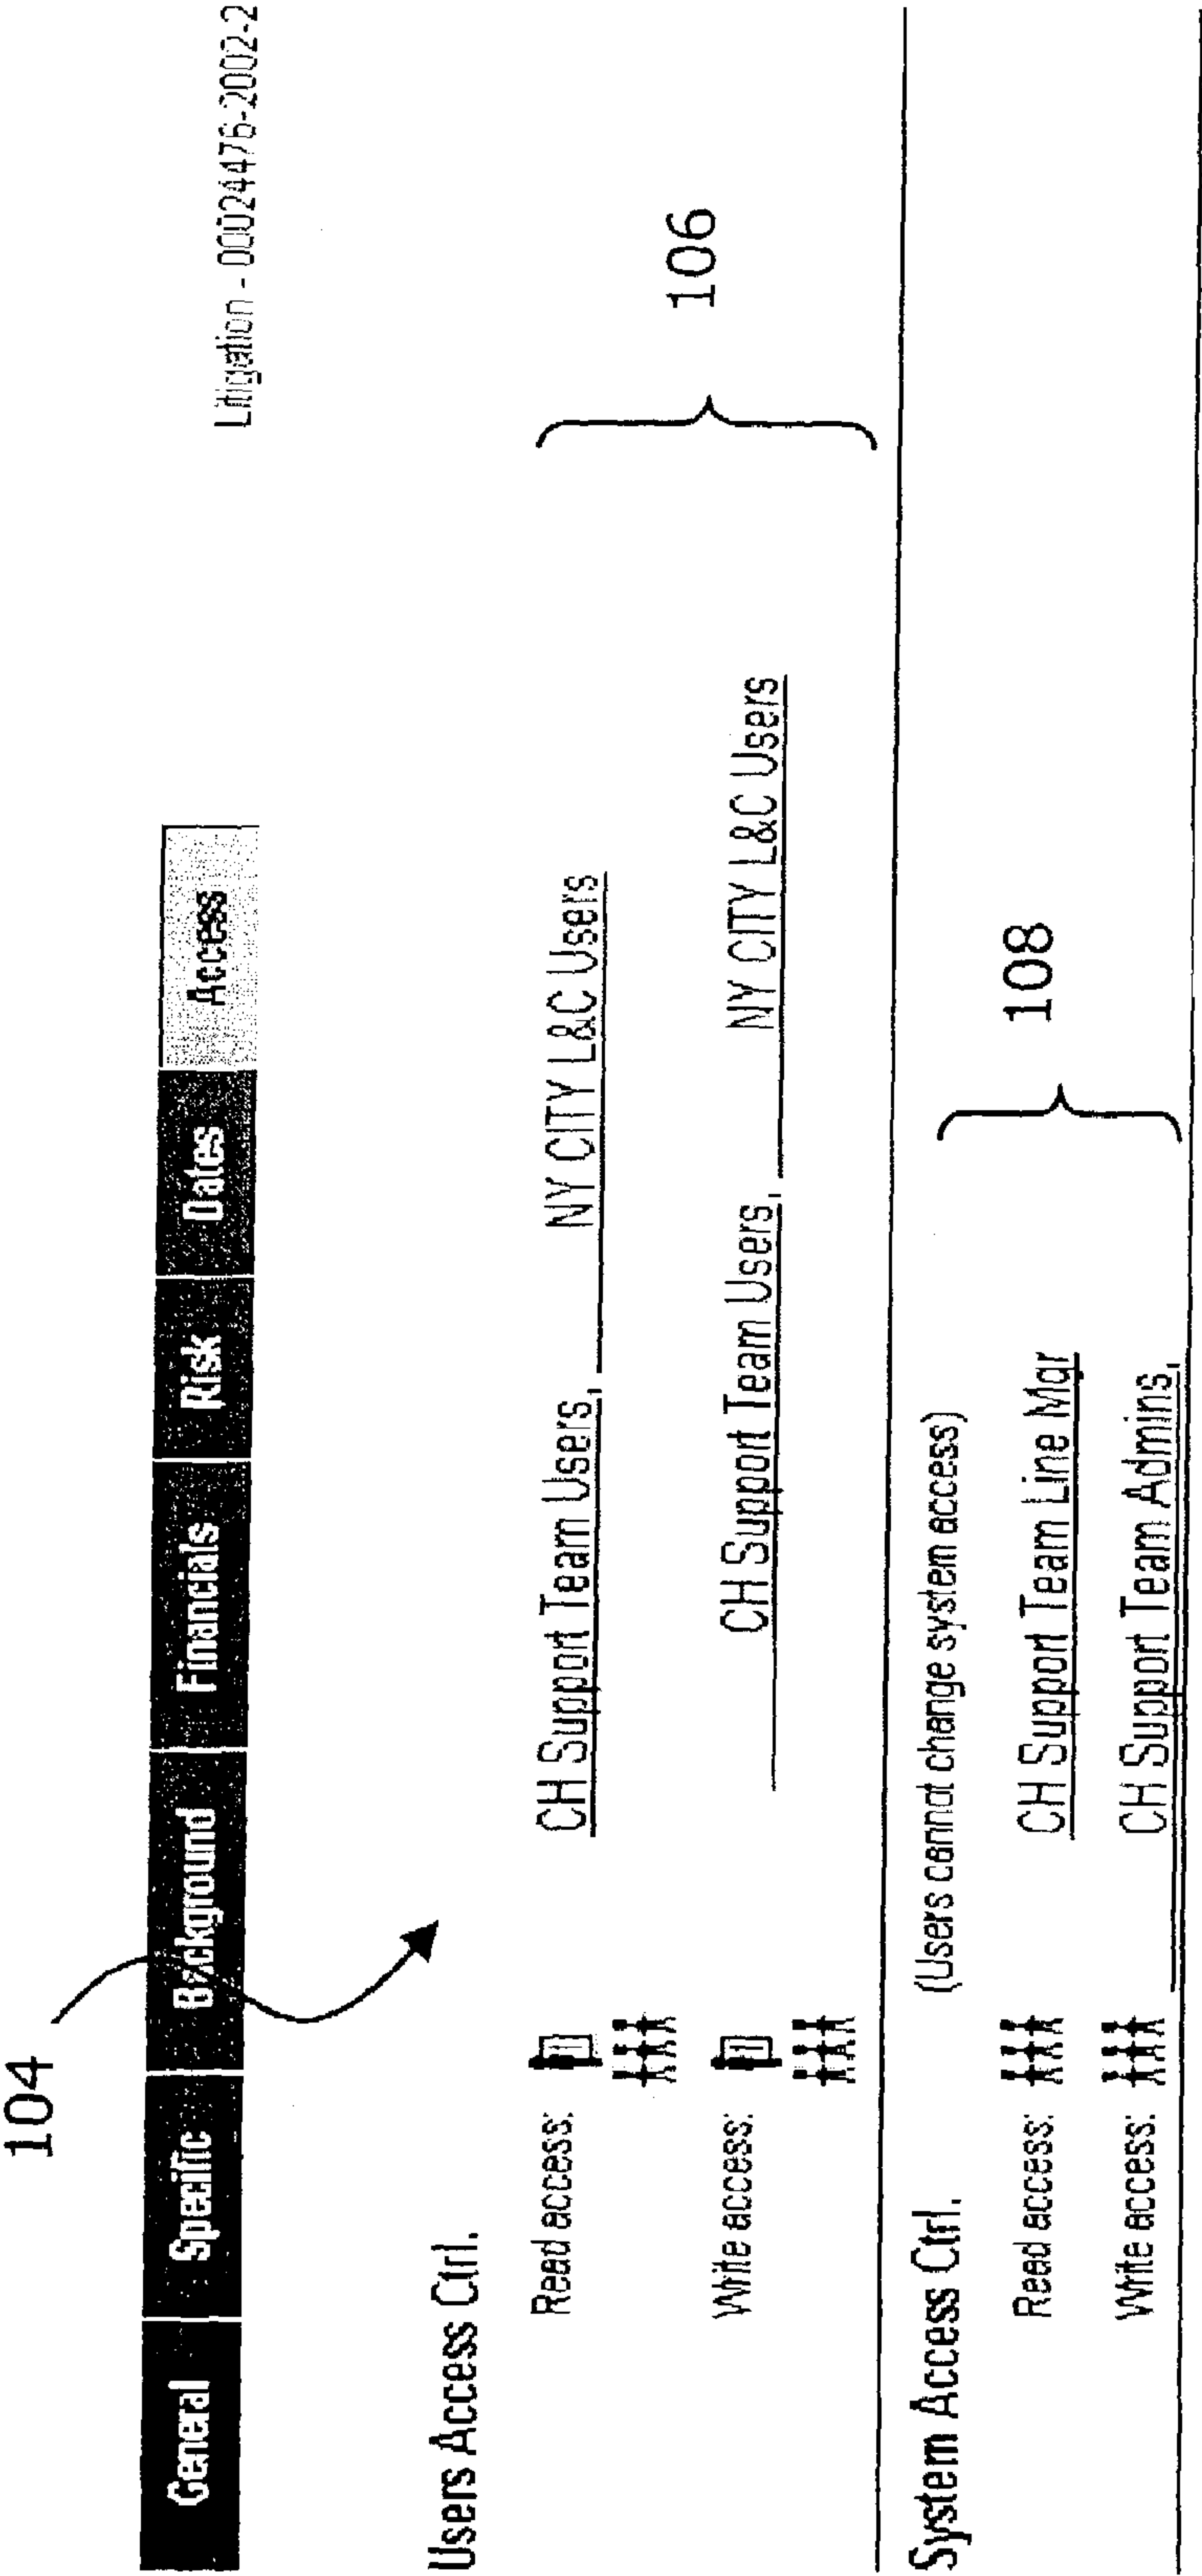 104
General Specific Background Financials Risk Dates Access
Litigation - 00024476-2002-2
Users Access Ctrl.
Read access: CH Support Team Users, NY CITY L&C Users
106
Write access: CH Support Team Users, NY CITY L&C Users
System Access Ctrl. (Users cannot change system access)
Read access: CH Support Team Line Mgr
108
Write access: CH Support Team Admins,